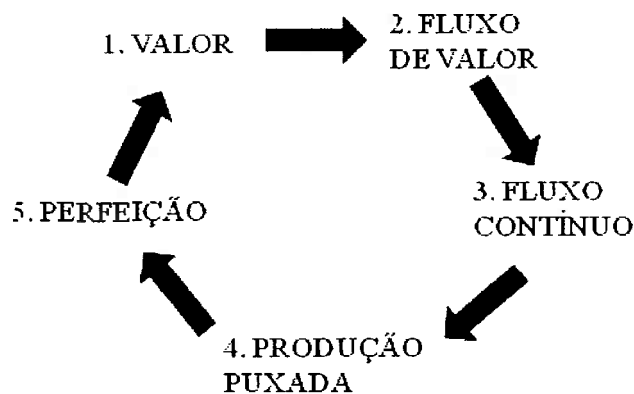 1. VALOR
2. FLUXO
DE VALOR
3. FLUXO
CONTÍNUO
4. PRODUÇÃO
PUXADA
5. PERFEIÇÃO